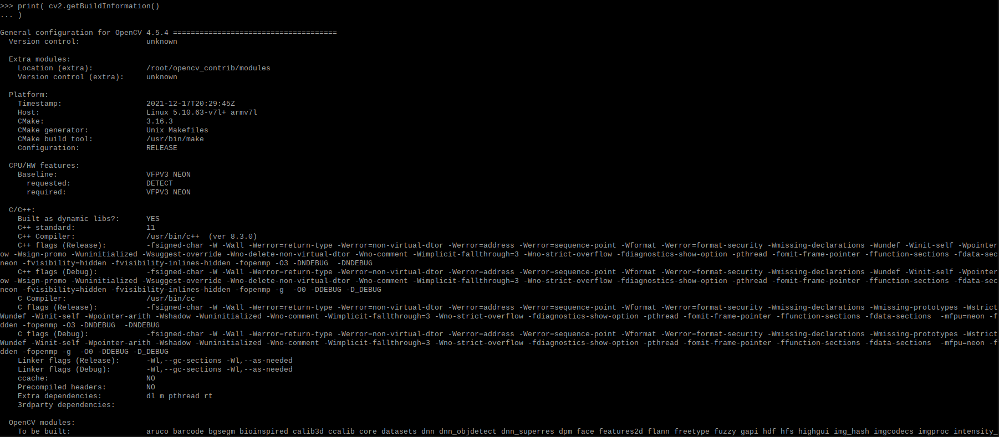 >>> print( cv2.getBuildInformation()
... )
General configuration for OpenCV 4.5.4 =====================================
Version control: unknown
Extra modules:
Location (extra): /root/opencv_contrib/modules
Version control (extra): unknown
Platform:
Timestamp: 2021-12-17T20:29:45Z
Host: Linux 5.10.63-v7l+ armv7l
CMake: 3.16.3
CMake generator: Unix Makefiles
CMake build tool: /usr/bin/make
Configuration: RELEASE
CPU/HW features:
Baseline: VFPV3 NEON
requested: DETECT
required: VFPV3 NEON
C/C++:
Built as dynamic libs?: YES
C++ standard: 11
C++ Compiler: /usr/bin/c++ (ver 8.3.0)
C++ flags (Release): -fsigned-char -W -Wall -Werror=return-type -Werror=non-virtual-dtor -Werror=address -Werror=sequence-point -Wformat -Werror=format-security -Wmissing-declarations -Wundef -Winit-self -Wpointer
ow -Wsign-promo -Wuninitialized -Wsuggest-override -Wno-delete-non-virtual-dtor -Wno-comment -Wimplicit-fallthrough=3 -Wno-strict-overflow -fdiagnostics-show-option -pthread -fomit-frame-pointer -ffunction-sections -fdata-sec
neon -fvisibility=hidden -fvisibility-inlines-hidden -fopenmp -O3 -DNDEBUG -DNDEBUG
C++ flags (Debug): -fsigned-char -W -Wall -Werror=return-type -Werror=non-virtual-dtor -Werror=address -Werror=sequence-point -Wformat -Werror=format-security -Wmissing-declarations -Wundef -Winit-self -Wpointer
ow -Wsign-promo -Wuninitialized -Wsuggest-override -Wno-delete-non-virtual-dtor -Wno-comment -Wimplicit-fallthrough=3 -Wno-strict-overflow -fdiagnostics-show-option -pthread -fomit-frame-pointer -ffunction-sections -fdata-sec
neon -fvisibility=hidden -fvisibility-inlines-hidden -fopenmp -g -O0 -DDEBUG -D_DEBUG
C Compiler: /usr/bin/cc
C flags (Release): -fsigned-char -W -Wall -Werror=return-type -Werror=non-virtual-dtor -Werror=address -Werror=sequence-point -Wformat -Werror=format-security -Wmissing-declarations -Wmissing-prototypes -Wstrict
Wundef -Winit-self -Wpointer-arith -Wshadow -Wuninitialized -Wno-comment -Wimplicit-fallthrough=3 -Wno-strict-overflow -fdiagnostics-show-option -pthread -fomit-frame-pointer -ffunction-sections -fdata-sections -mfpu=neon -f
dden -fopenmp -O3 -DNDEBUG -DNDEBUG
C flags (Debug): -fsigned-char -W -Wall -Werror=return-type -Werror=non-virtual-dtor -Werror=address -Werror=sequence-point -Wformat -Werror=format-security -Wmissing-declarations -Wmissing-prototypes -Wstrict
Wundef -Winit-self -Wpointer-arith -Wshadow -Wuninitialized -Wno-comment -Wimplicit-fallthrough=3 -Wno-strict-overflow -fdiagnostics-show-option -pthread -fomit-frame-pointer -ffunction-sections -fdata-sections -mfpu=neon -f
dden -fopenmp -g -O0 -DDEBUG -D_DEBUG
Linker flags (Release): -Wl,--gc-sections -Wl,--as-needed
Linker flags (Debug): -Wl,--gc-sections -Wl,--as-needed
ccache: NO
Precompiled headers: NO
Extra dependencies: dl m pthread rt
3rdparty dependencies:
OpenCV modules:
To be built: aruco barcode bgsegm bioinspired calib3d ccalib core datasets dnn dnn_objdetect dnn_superres dpm face features2d flann freetype fuzzy gapi hdf hfs highgui img_hash imgcodecs imgproc intensity_